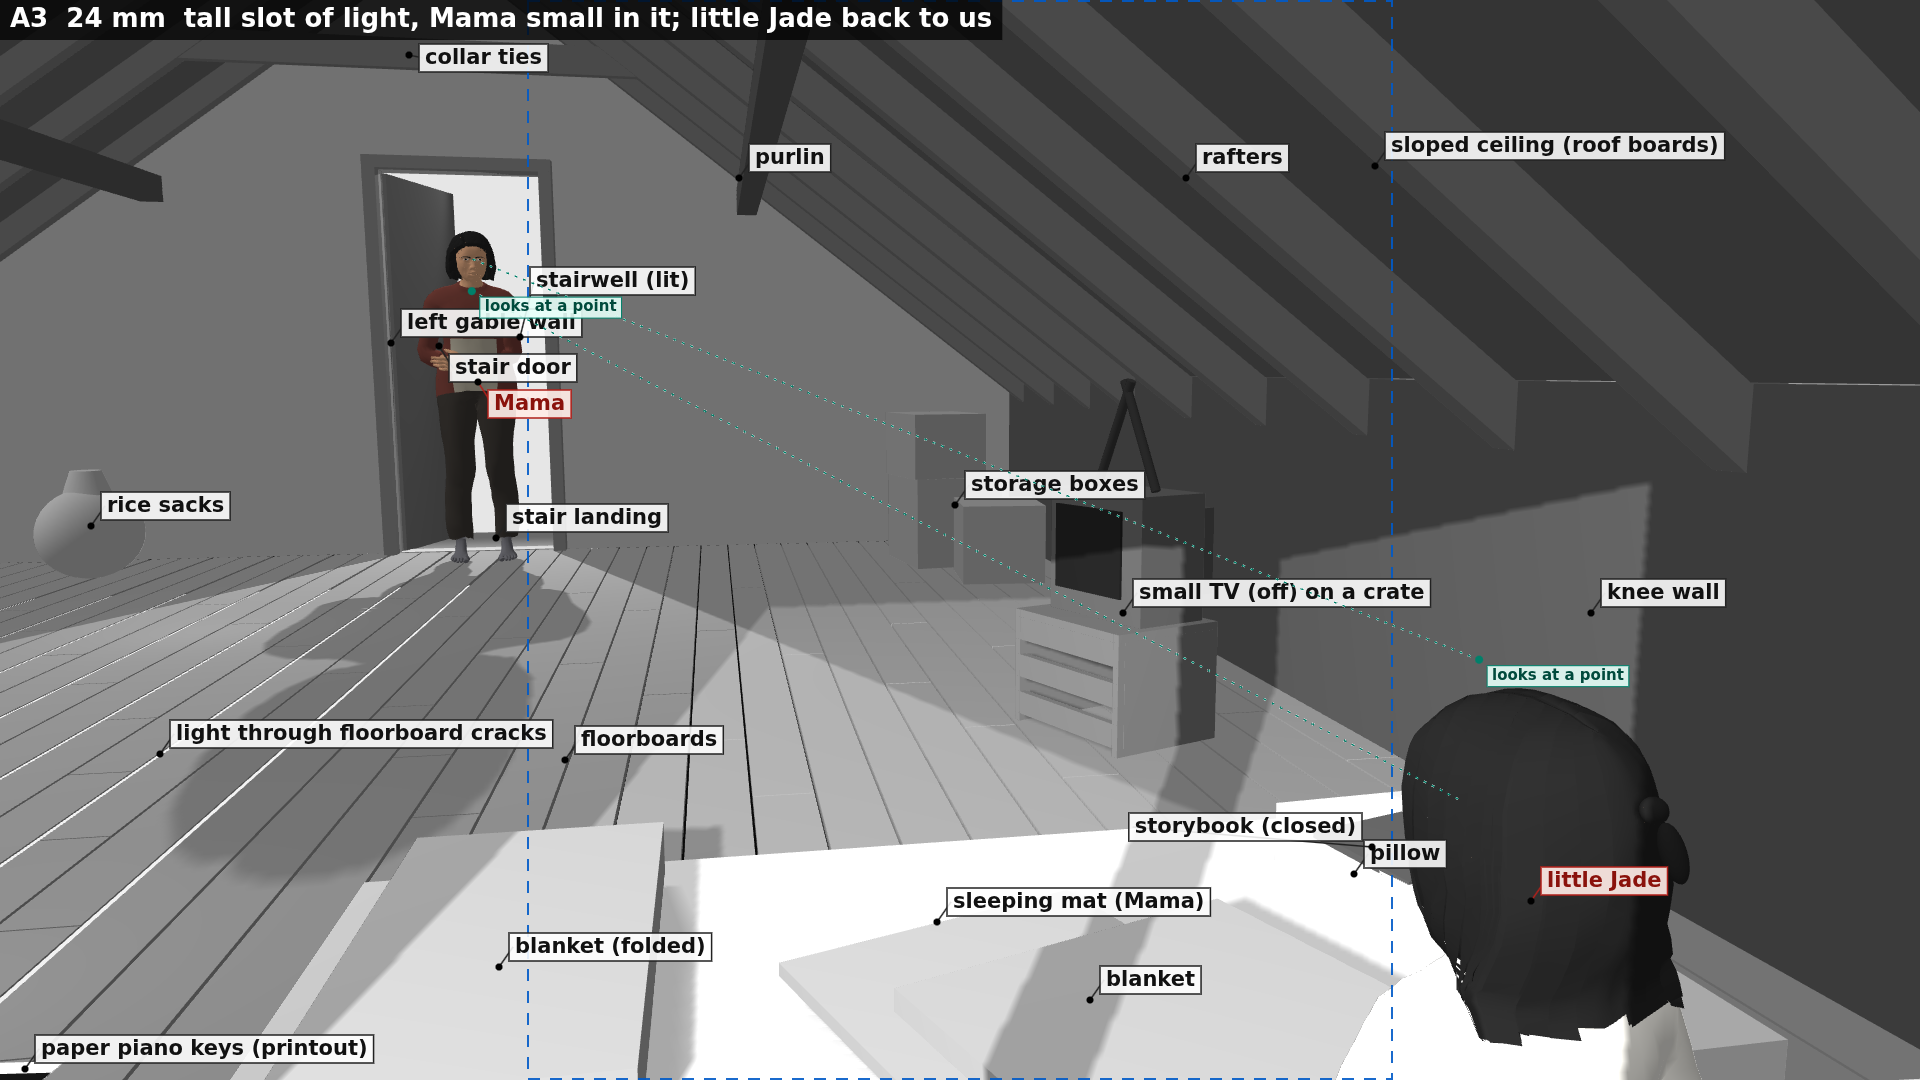 A3  24 mm  tall slot of light, Mama small in it; little Jade back to us
collar ties
sloped ceiling (roof boards)
purlin
rafters
stairwell (lit)
looks at a point
left gable wall
stair door
Mama
storage boxes
rice sacks
stair landing
small TV (off) on a crate
knee wall
looks at a point
light through floorboard cracks
floorboards
storybook (closed)
pillow
little Jade
sleeping mat (Mama)
blanket (folded)
blanket
paper piano keys (printout)